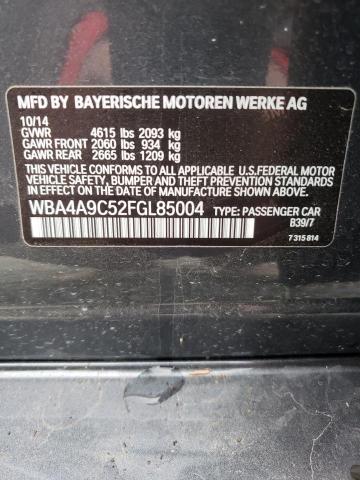 MFD BY BAYERISCHE MOTOREN WERKE AG
10/14
GVWR 4615 lbs 2093 kg
GAWR FRONT 2060 lbs 934 kg
GAWR REAR 2665 lbs 1209 kg
THIS VEHICLE CONFORMS TO ALL APPLICABLE U.S.FEDERAL MOTOR
VEHICLE SAFETY, BUMPER AND THEFT PREVENTION STANDARDS
IN EFFECT ON THE DATE OF MANUFACTURE SHOWN ABOVE.
WBA4A9C52FGL85004 TYPE: PASSENGER CAR
B39/7
7 315 814